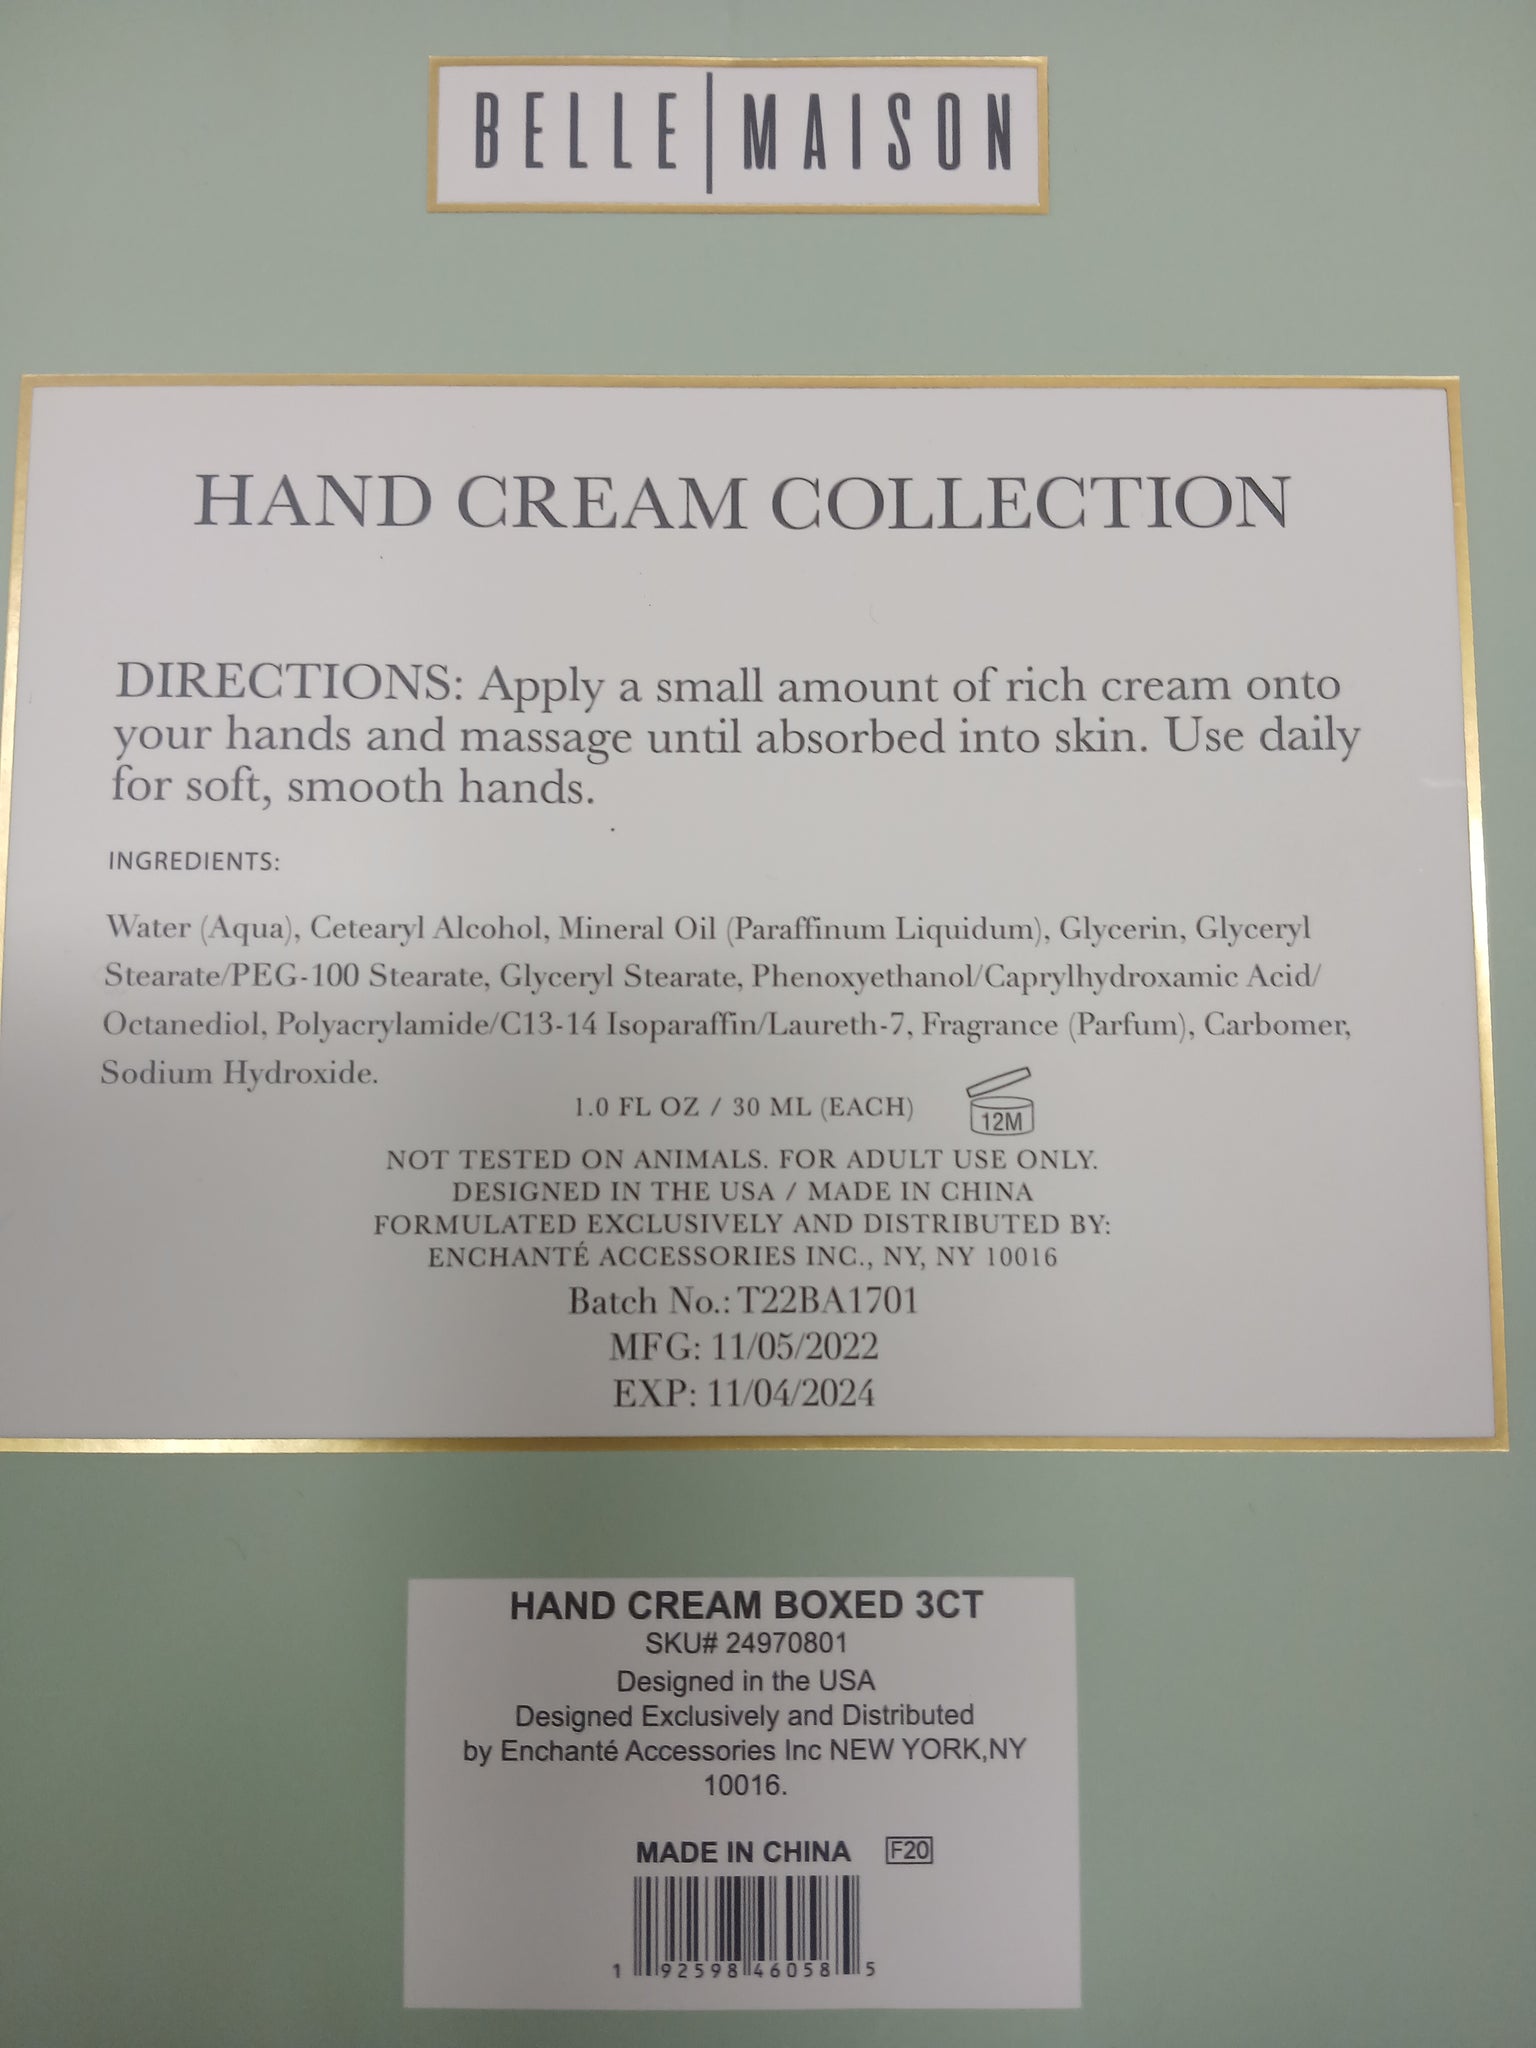 BELLE|MAISON
HAND CREAM COLLECTION
DIRECTIONS: Apply a small amount of rich cream onto
your hands and massage until absorbed into skin. Use daily
for soft, smooth hands.
INGREDIENTS:
Water (Aqua), Cetearyl Alcohol, Mineral Oil (Paraffinum Liquidum), Glycerin, Glyceryl
Stearate/PEG-100 Stearate, Glyceryl Stearate, Phenoxyethanol/Caprylhydroxamic Acid/
Octanediol, Polyacrylamide/C13-14 Isoparaffin/Laureth-7, Fragrance (Parfum), Carbomer,
Sodium Hydroxide.
1.0 FL OZ / 30 ML (EACH) 12M
NOT TESTED ON ANIMALS. FOR ADULT USE ONLY.
DESIGNED IN THE USA / MADE IN CHINA
FORMULATED EXCLUSIVELY AND DISTRIBUTED BY:
ENCHANTÉ ACCESSORIES INC., NY, NY 10016
Batch No.: T22BA1701
MFG: 11/05/2022
EXP: 11/04/2024
HAND CREAM BOXED 3CT
SKU# 24970801
Designed in the USA
Designed Exclusively and Distributed
by Enchanté Accessories Inc NEW YORK,NY
10016.
MADE IN CHINA F20
1 92598 46058 5